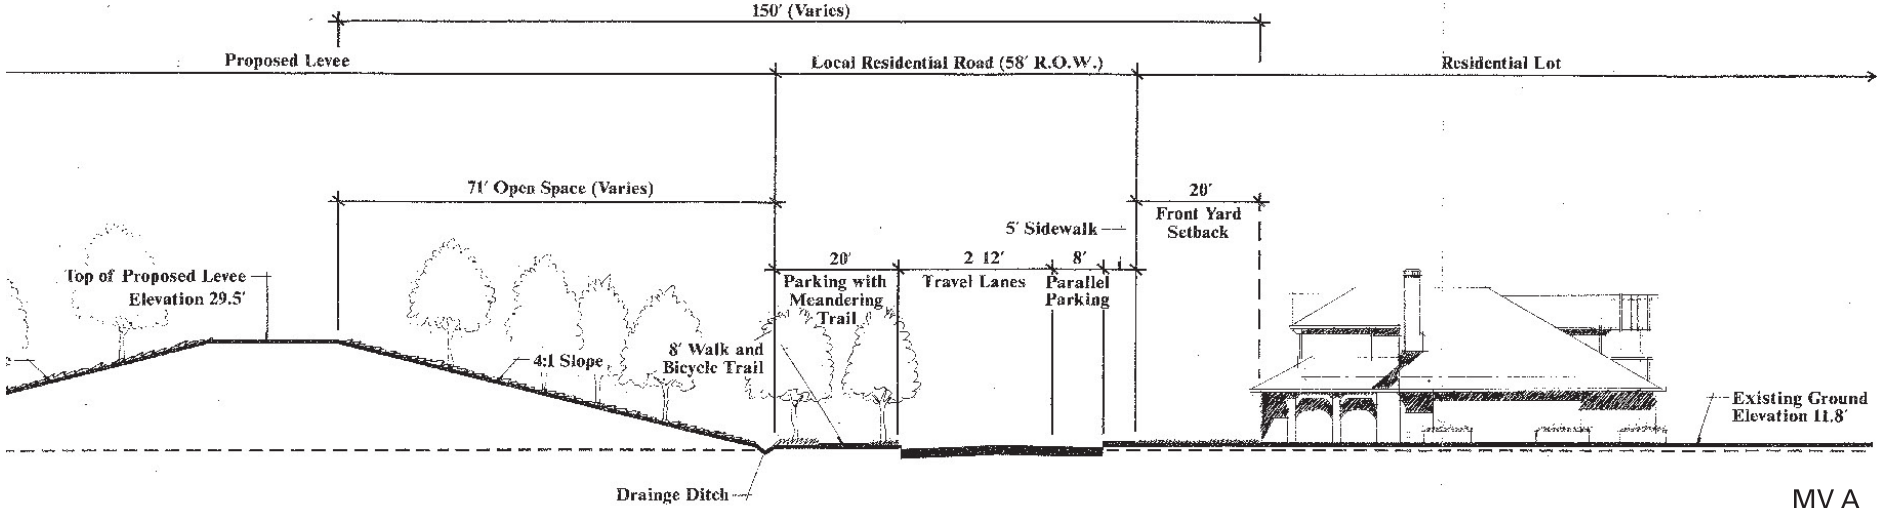 150′ (Varies)
Proposed Levee
Local Residential Road (58′ R.O.W.)
Residential Lot
71′ Open Space (Varies)
20′
Front Yard
Setback
5′ Sidewalk
20′
Parking with
Meandering
Trail
2 12′
Travel Lanes
8′
Parallel
Parking
Top of Proposed Levee
Elevation 29.5′
4:1 Slope
8′ Walk and
Bicycle Trail
Existing Ground
Elevation 11.8′
Drainge Ditch
MV A